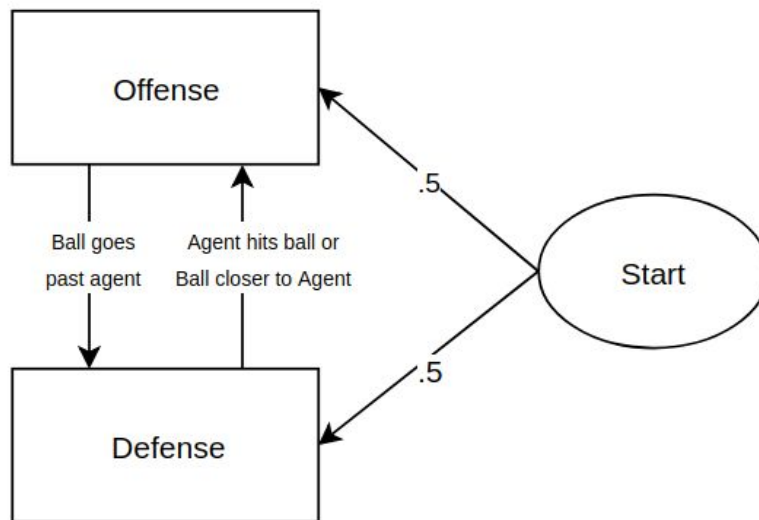 Offense
.5
Ball goes
past agent
Agent hits ball or
Ball closer to Agent
Start
.5
Defense